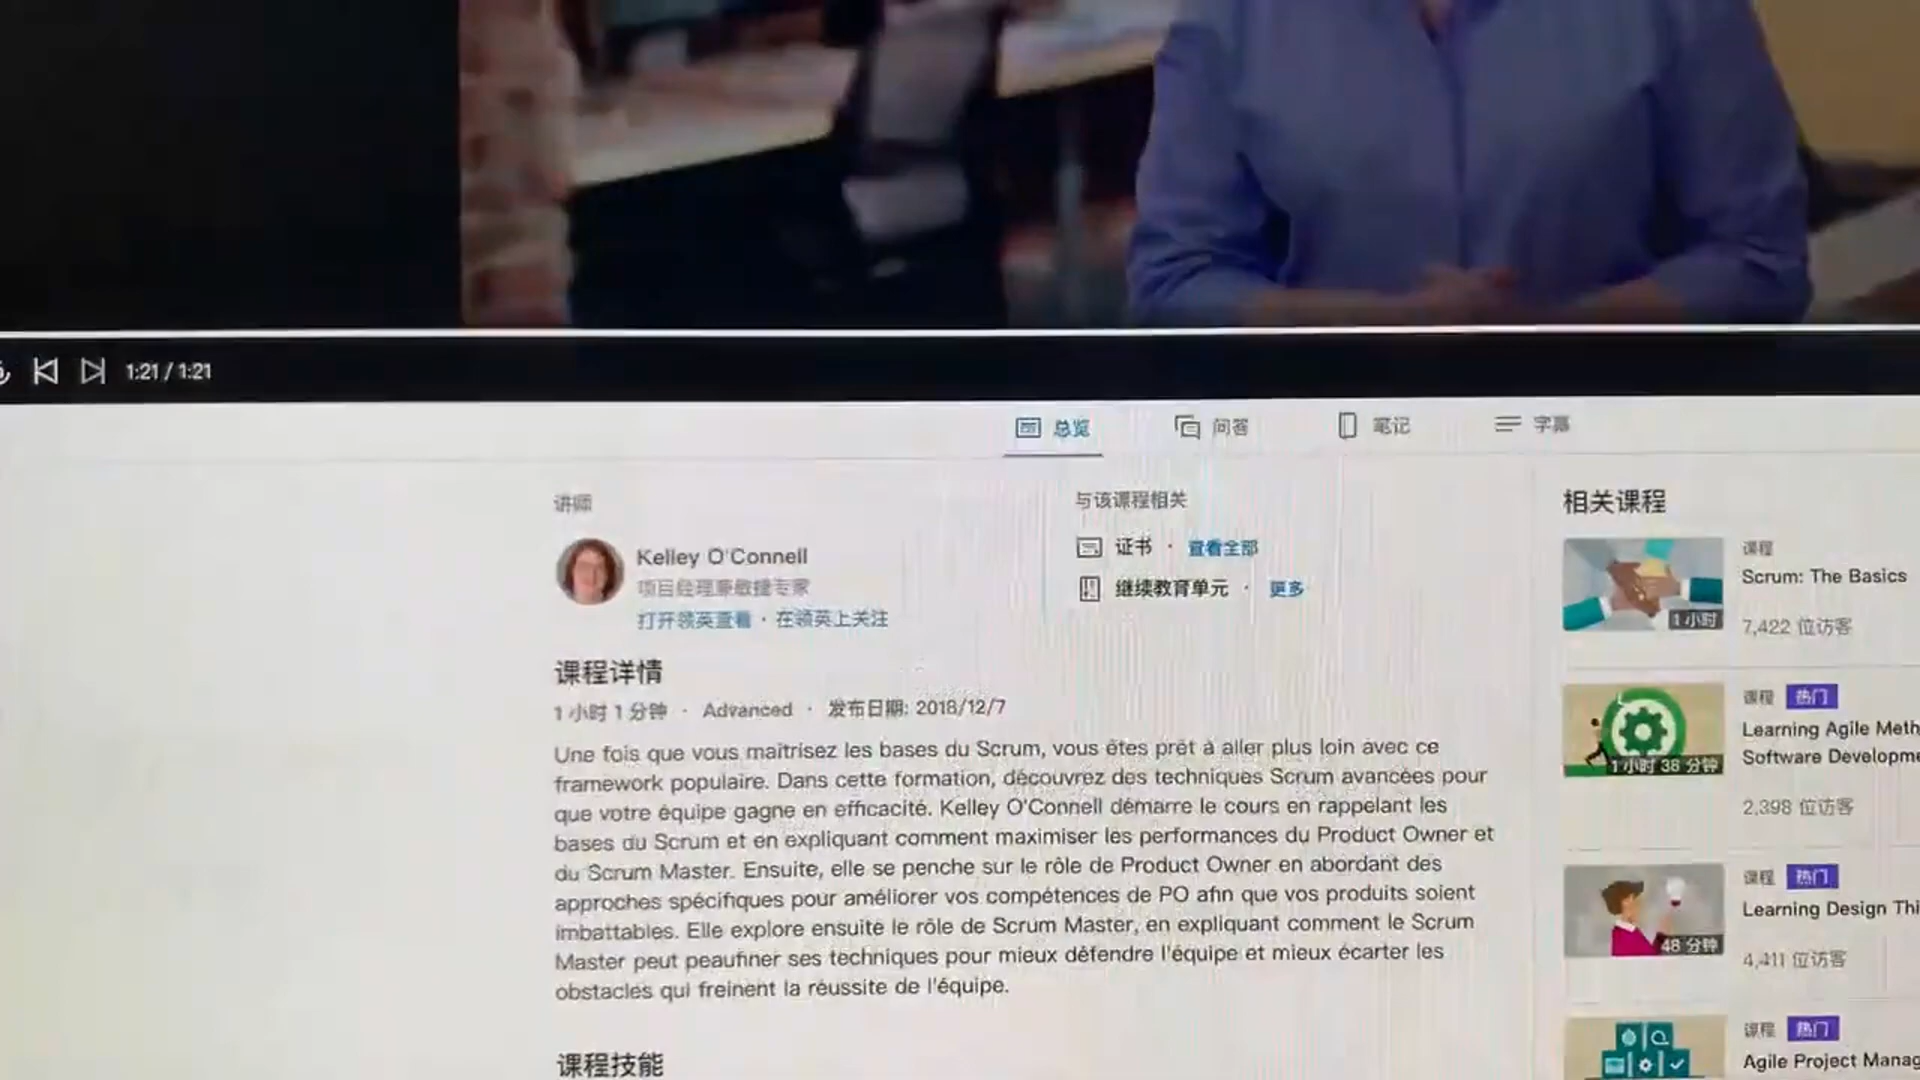 1:21 / 1:21
总览
问答
笔记
字幕
讲师
Kelley O'Connell
项目经理兼敏捷专家
打开领英查看 · 在领英上关注
与该课程相关
证书 · 查看全部
继续教育单元 · 更多
课程详情
1 小时 1 分钟 · Advanced · 发布日期: 2018/12/7
Une fois que vous maîtrisez les bases du Scrum, vous êtes prêt à aller plus loin avec ce
framework populaire. Dans cette formation, découvrez des techniques Scrum avancées pour
que votre équipe gagne en efficacité. Kelley O'Connell démarre le cours en rappelant les
bases du Scrum et en expliquant comment maximiser les performances du Product Owner et
du Scrum Master. Ensuite, elle se penche sur le rôle de Product Owner en abordant des
approches spécifiques pour améliorer vos compétences de PO afin que vos produits soient
imbattables. Elle explore ensuite le rôle de Scrum Master, en expliquant comment le Scrum
Master peut peaufiner ses techniques pour mieux défendre l'équipe et mieux écarter les
obstacles qui freinent la réussite de l'équipe.
课程技能
相关课程
1 小时
课程
Scrum: The Basics
7,422 位访客
1 小时 38 分钟
课程 热门
Learning Agile Meth
Software Developme
2,398 位访客
48 分钟
课程 热门
Learning Design Thi
4,411 位访客
课程 热门
Agile Project Manag